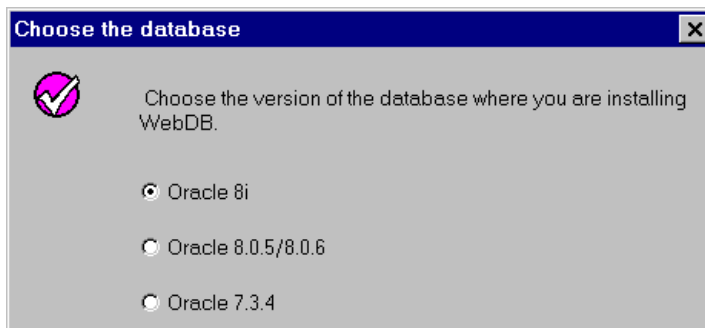 Choose the database
Choose the version of the database where you are installing
WebDB.
Oracle 8i
Oracle 8.0.5/8.0.6
Oracle 7.3.4